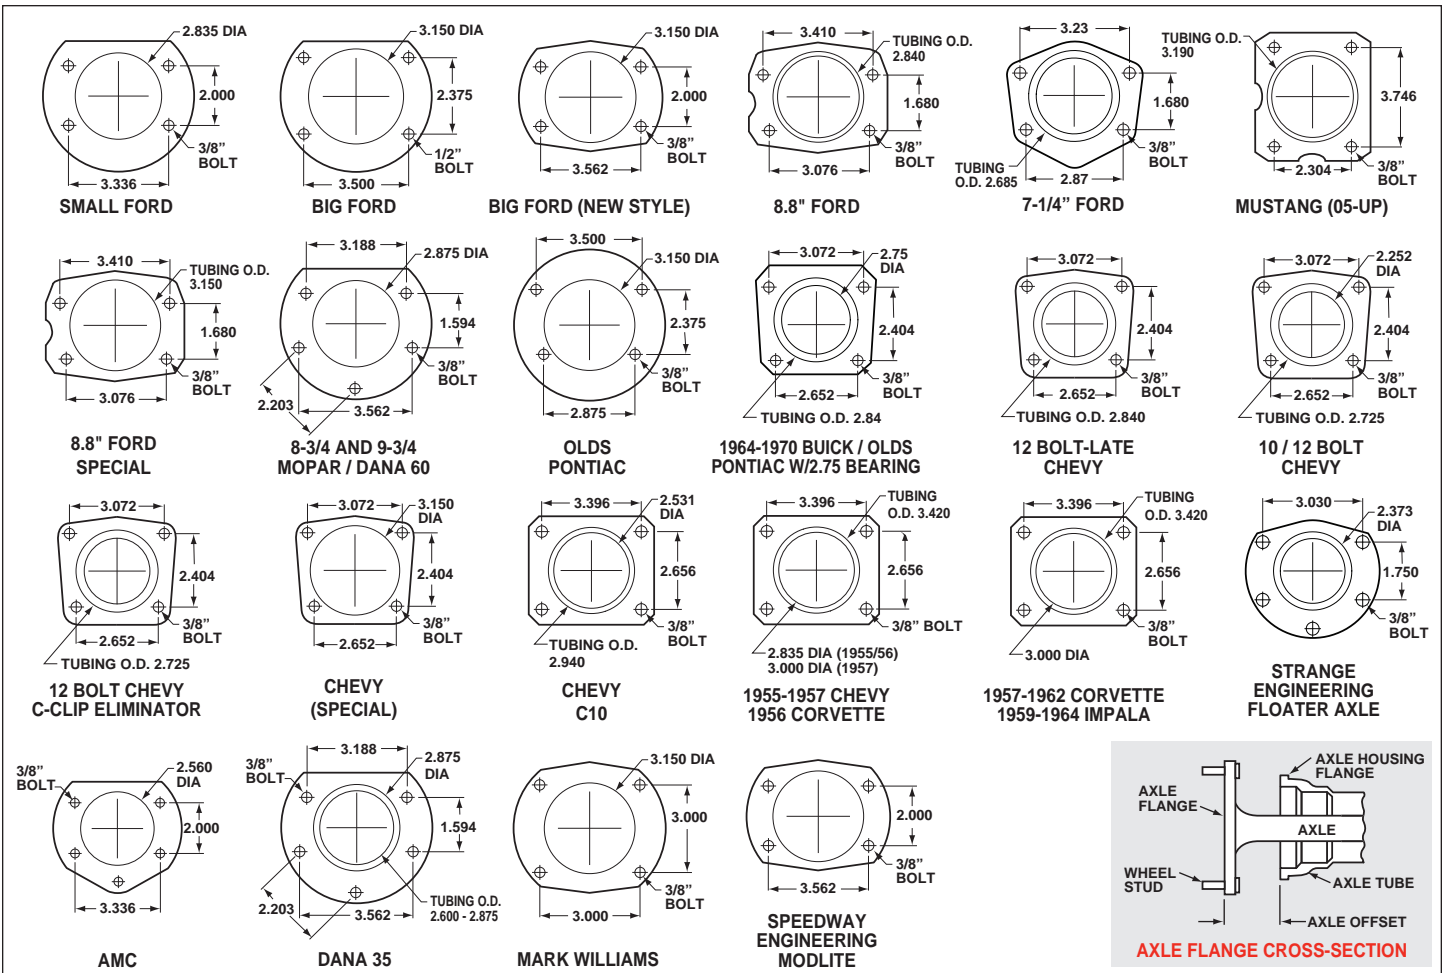 2.835 DIA
2.000
3/8”
BOLT
3.336
SMALL FORD
3.150 DIA
2.375
1/2”
BOLT
3.500
BIG FORD
3.150 DIA
2.000
3/8”
BOLT
3.562
BIG FORD (NEW STYLE)
3.410
TUBING O.D.
2.840
1.680
3/8”
BOLT
3.076
8.8" FORD
3.23
1.680
3/8”
BOLT
TUBING
O.D. 2.685
2.87
7-1/4” FORD
TUBING O.D.
3.190
3.746
3/8”
BOLT
2.304
MUSTANG (05-UP)
3.410
TUBING O.D.
3.150
1.680
3/8”
BOLT
3.076
8.8" FORD
SPECIAL
3.188
2.875 DIA
1.594
3/8”
BOLT
2.203
3.562
8-3/4 AND 9-3/4
MOPAR / DANA 60
3.500
3.150 DIA
2.375
3/8”
BOLT
2.875
OLDS
PONTIAC
3.072
2.75
DIA
2.404
3/8”
BOLT
2.652
TUBING O.D. 2.84
1964-1970 BUICK / OLDS
PONTIAC W/2.75 BEARING
3.072
2.404
3/8”
BOLT
2.652
TUBING O.D. 2.840
12 BOLT-LATE
CHEVY
3.072
2.252
DIA
2.404
3/8”
BOLT
2.652
TUBING O.D. 2.725
10 / 12 BOLT
CHEVY
3.072
2.404
3/8”
BOLT
2.652
TUBING O.D. 2.725
12 BOLT CHEVY
C-CLIP ELIMINATOR
3.072
3.150
DIA
2.404
3/8”
BOLT
2.652
CHEVY
(SPECIAL)
3.396
2.531
DIA
2.656
3/8”
BOLT
TUBING O.D.
2.940
CHEVY
C10
3.396
TUBING
O.D. 3.420
2.656
3/8” BOLT
2.835 DIA (1955/56)
3.000 DIA (1957)
1955-1957 CHEVY
1956 CORVETTE
3.396
TUBING
O.D. 3.420
2.656
3/8”
BOLT
3.000 DIA
1957-1962 CORVETTE
1959-1964 IMPALA
3.030
2.373
DIA
1.750
3/8”
BOLT
STRANGE
ENGINEERING
FLOATER AXLE
3/8”
BOLT
2.560
DIA
2.000
3.336
AMC
3/8”
BOLT
3.188
2.875
DIA
1.594
2.203
3.562
TUBING O.D.
2.600 - 2.875
DANA 35
3.150 DIA
3.000
3/8”
BOLT
3.000
MARK WILLIAMS
2.000
3/8”
BOLT
3.562
SPEEDWAY
ENGINEERING
MODLITE
AXLE HOUSING
FLANGE
AXLE
FLANGE
AXLE
WHEEL
STUD
AXLE TUBE
AXLE OFFSET
AXLE FLANGE CROSS-SECTION